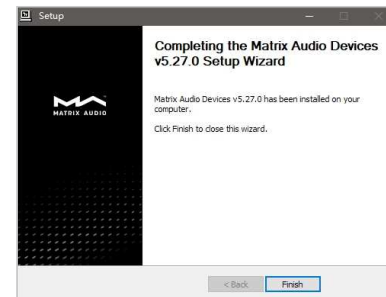 Setup
Completing the Matrix Audio Devices
v5.27.0 Setup Wizard
MATRIX AUDIO
Matrix Audio Devices v5.27.0 has been installed on your
computer.
Click Finish to close this wizard.
< Back
Finish